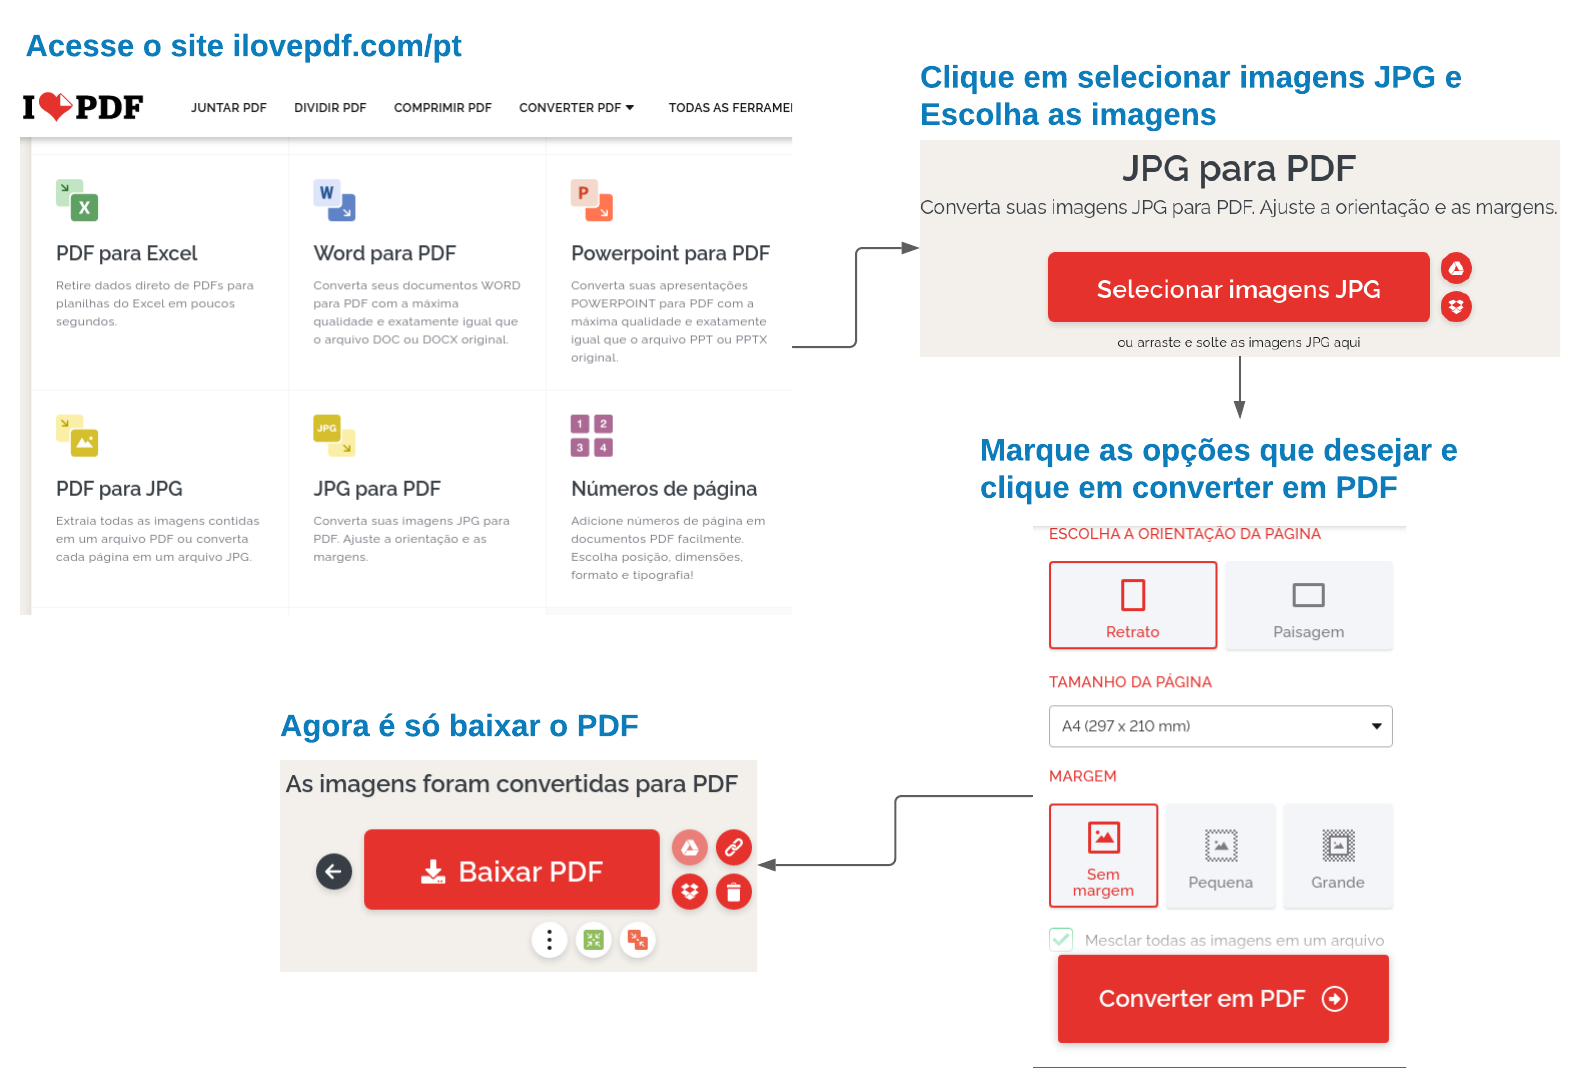 Acesse o site ilovepdf.com/pt
I PDF
JUNTAR PDF DIVIDIR PDF COMPRIMIR PDF CONVERTER PDF TODAS AS FERRAMEI
X
PDF para Excel
Retire dados direto de PDFs para
planilhas do Excel em poucos
segundos.
W
Word para PDF
Converta seus documentos WORD
para PDF com a máxima
qualidade e exatamente igual que
o arquivo DOC ou DOCX original.
P
Powerpoint para PDF
Converta suas apresentações
POWERPOINT para PDF com a
máxima qualidade e exatamente
igual que o arquivo PPT ou PPTX
original.
PDF para JPG
Extraia todas as imagens contidas
em um arquivo PDF ou converta
cada página em um arquivo JPG.
JPG
JPG para PDF
Converta suas imagens JPG para
PDF. Ajuste a orientação e as
margens.
1 2
3 4
Números de página
Adicione números de página em
documentos PDF facilmente.
Escolha posição, dimensões,
formato e tipografia!
Clique em selecionar imagens JPG e
Escolha as imagens
JPG para PDF
Converta suas imagens JPG para PDF. Ajuste a orientação e as margens.
Selecionar imagens JPG
ou arraste e solte as imagens JPG aqui
Marque as opções que desejar e
clique em converter em PDF
ESCOLHA A ORIENTAÇÃO DA PÁGINA
Retrato Paisagem
TAMANHO DA PÁGINA
A4 (297 x 210 mm)
MARGEM
Sem
margem
Pequena
Grande
Mesclar todas as imagens em um arquivo
Converter em PDF
Agora é só baixar o PDF
As imagens foram convertidas para PDF
Baixar PDF